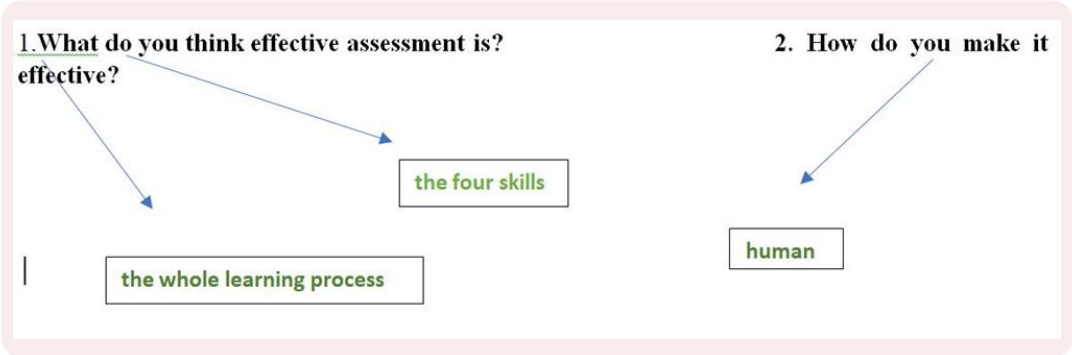 1.What do you think effective assessment is? 2. How do you make it
effective?
the four skills
human
the whole learning process